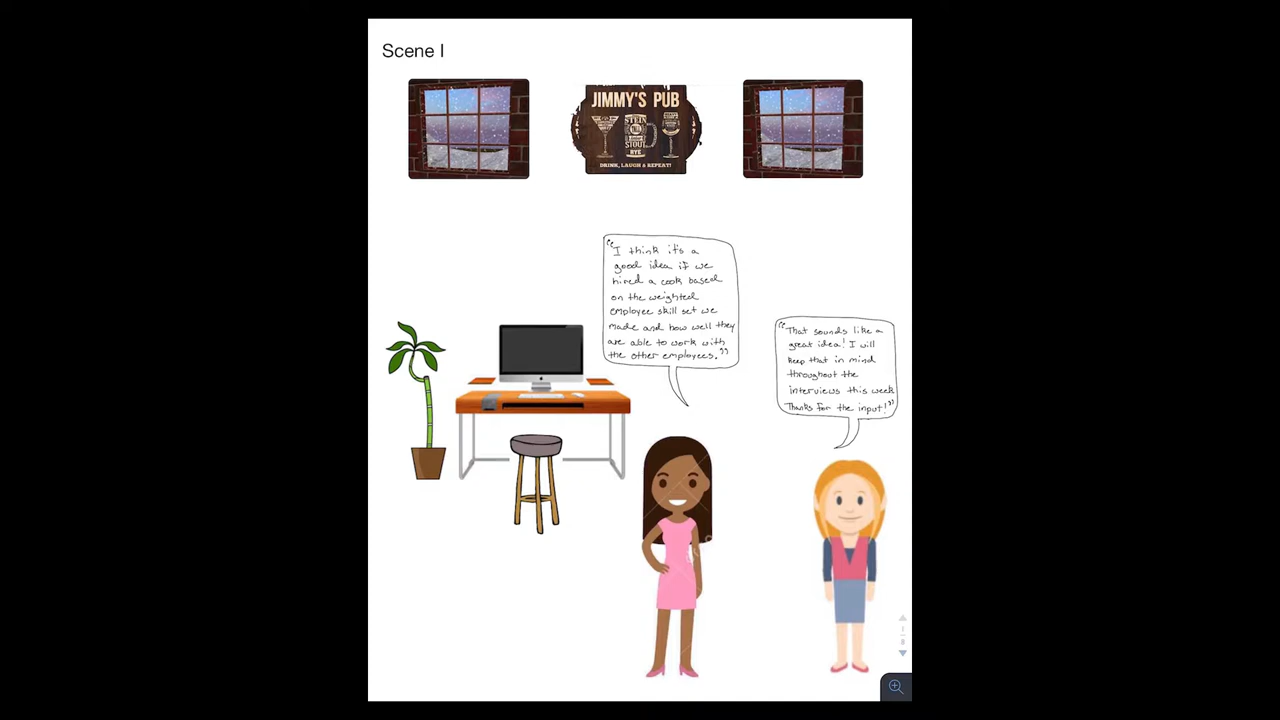 Scene I
JIMMY'S PUB
STEIN
STOUT
RYE
DRINK, LAUGH & REPEAT!
"I think it's a
good idea if we
hired a cook based
on the weighted
employee skill set we
made and how well they
are able to work with
the other employees."
"That sounds like a
great idea! I will
keep that in mind
throughout the
interviews this week
Thanks for the input!"